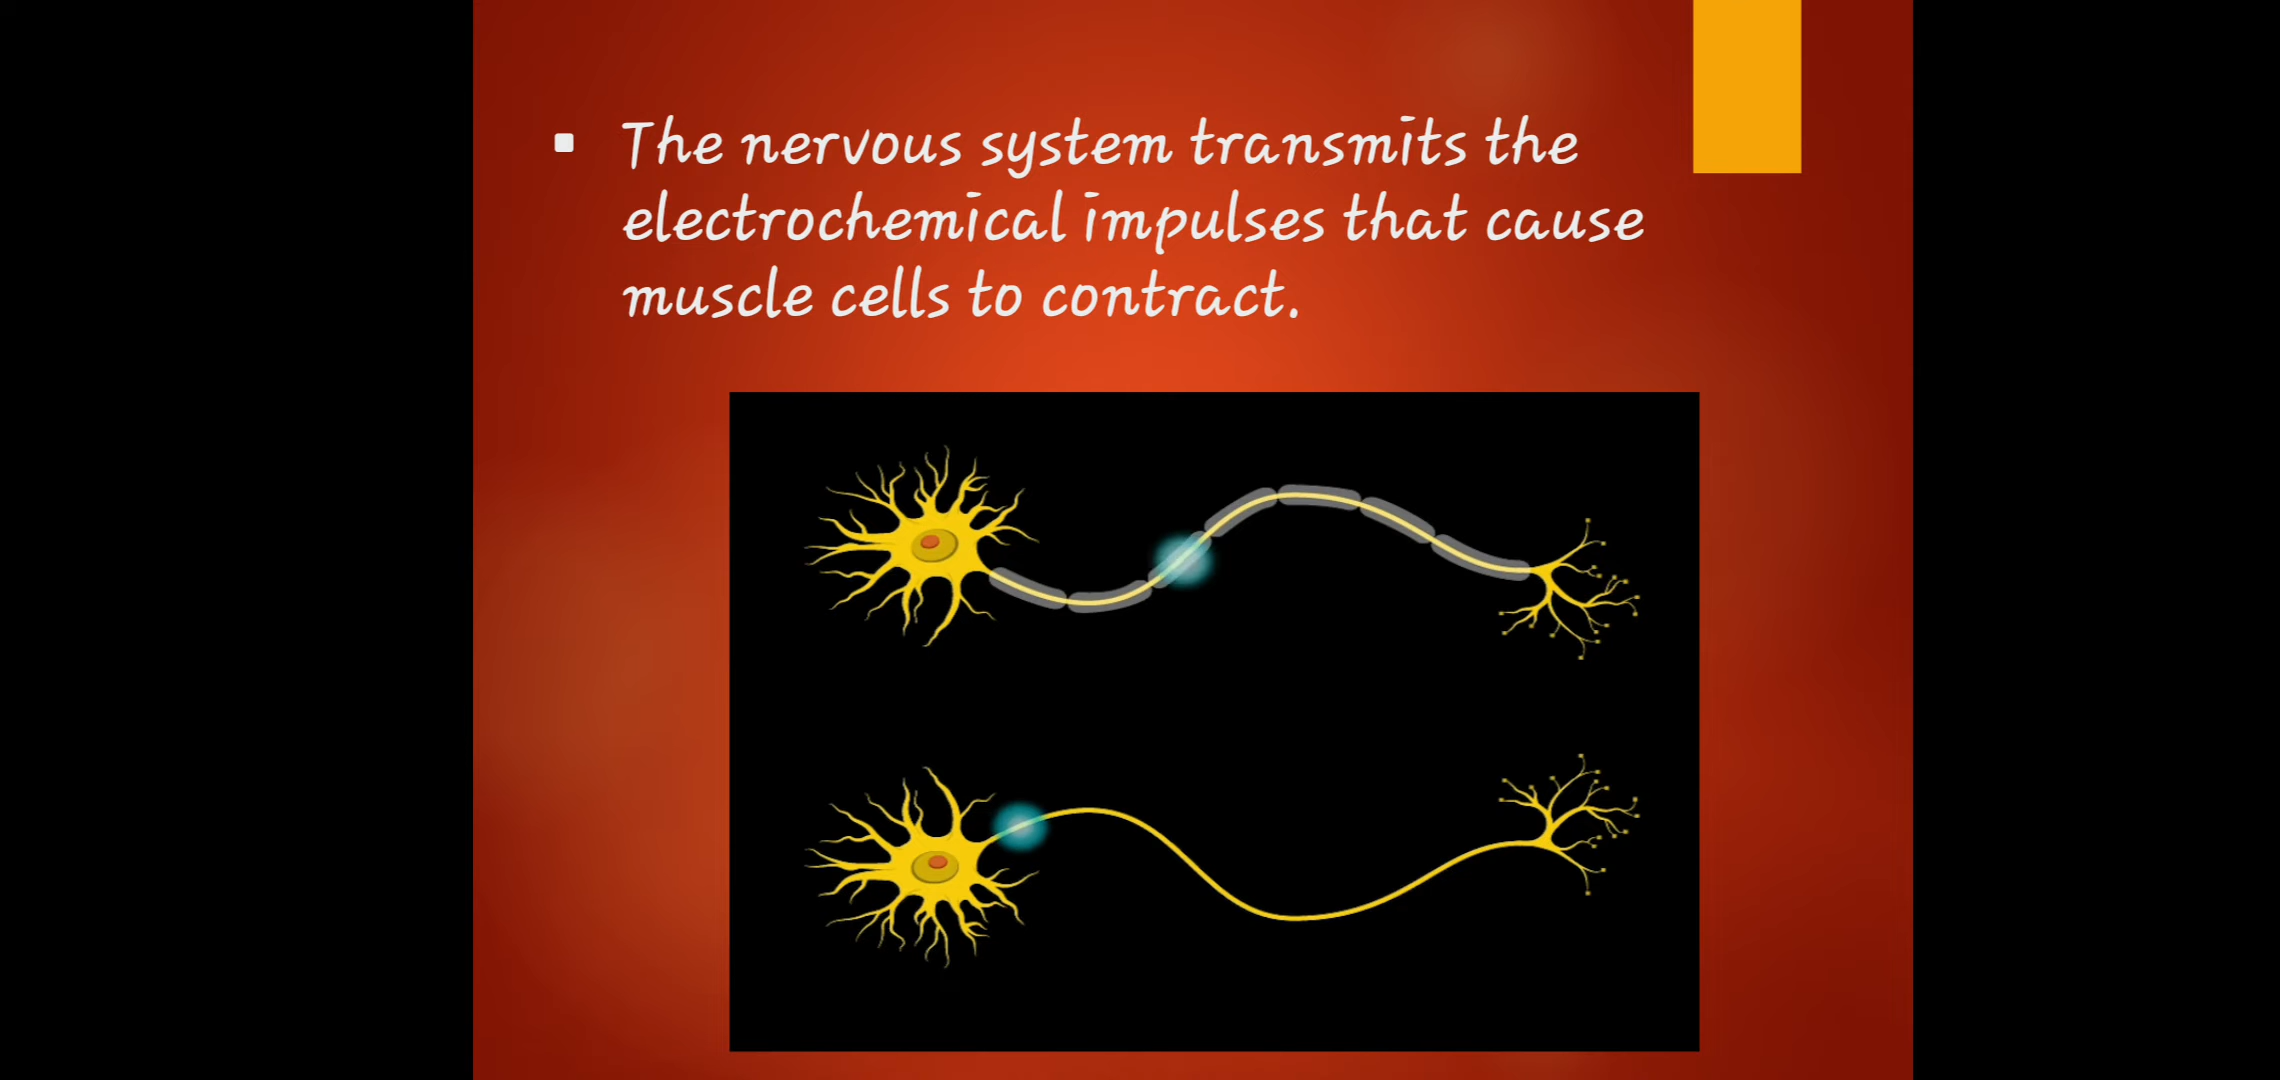 The nervous system transmits the
electrochemical impulses that cause
muscle cells to contract.